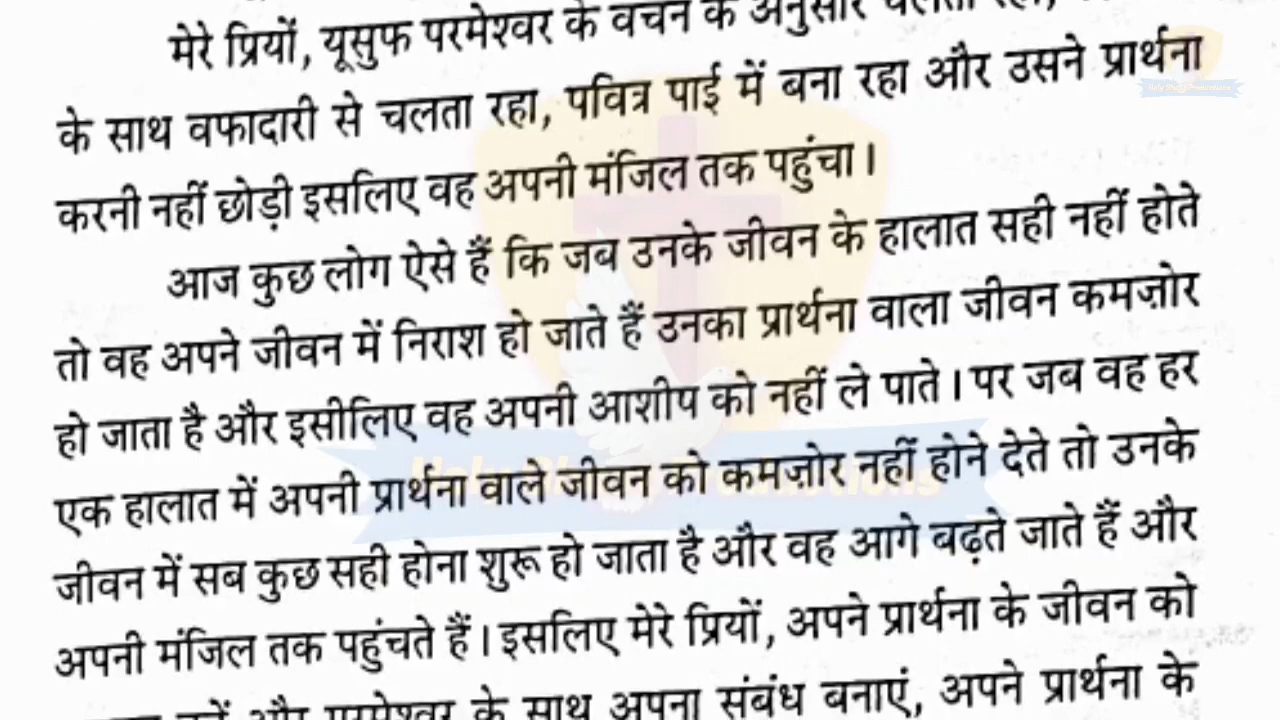 मेरे प्रियों, यूसुफ परमेश्वर के वचन के अनुसार चलता रहा,
के साथ वफादारी से चलता रहा, पवित्र पाई में बना रहा और उसने प्रार्थना
करनी नहीं छोड़ी इसलिए वह अपनी मंजिल तक पहुंचा।
आज कुछ लोग ऐसे हैं कि जब उनके जीवन के हालात सही नहीं होते
तो वह अपने जीवन में निराश हो जाते हैं उनका प्रार्थना वाला जीवन कमज़ोर
हो जाता है और इसीलिए वह अपनी आशीष को नहीं ले पाते। पर जब वह हर
एक हालात में अपनी प्रार्थना वाले जीवन को कमज़ोर नहीं होने देते तो उनके
जीवन में सब कुछ सही होना शुरू हो जाता है और वह आगे बढ़ते जाते हैं और
अपनी मंजिल तक पहुंचते हैं। इसलिए मेरे प्रियों, अपने प्रार्थना के जीवन को
और परमेश्वर के साथ अपना संबंध बनाएं, अपने प्रार्थना के